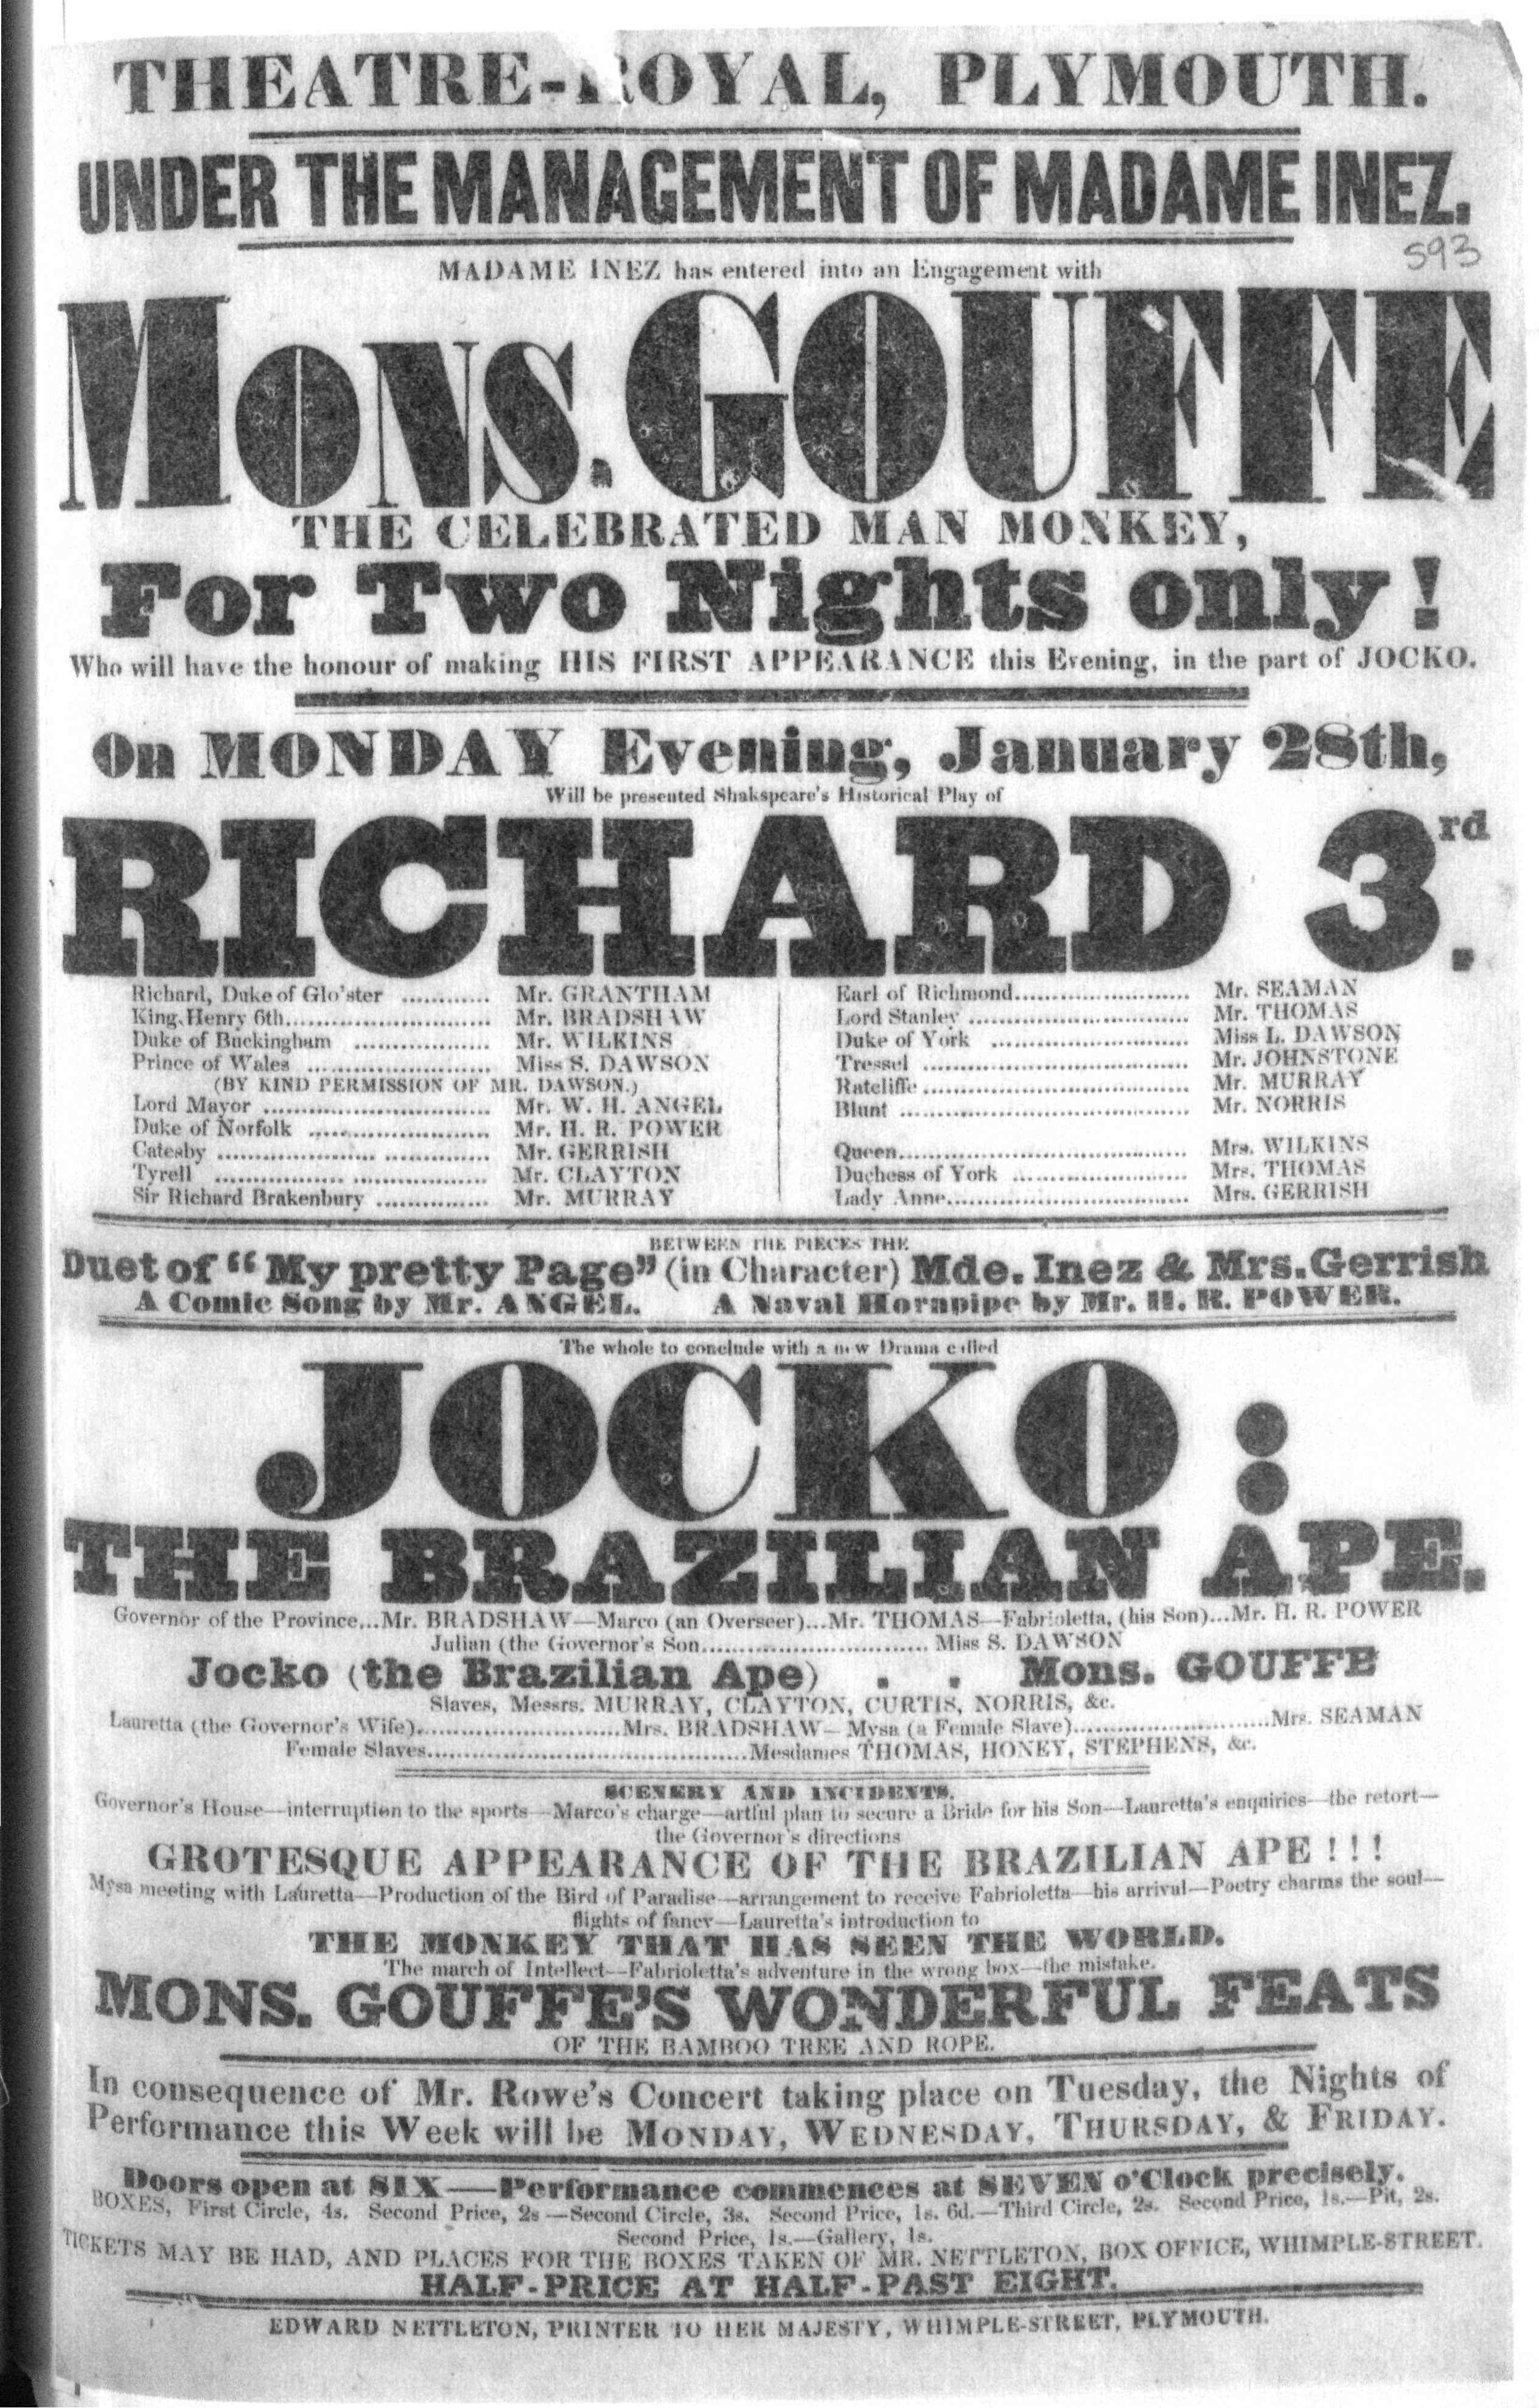 THEATRE-ROYAL, PLYMOUTH.
UNDER THE MANAGEMENT OF MADAME INEZ.
593
MADAME INEZ has entered into an Engagement with
MONS. GOUFFE
THE CELEBRATED MAN MONKEY,
For Two Nights only!
Who will have the honour of making HIS FIRST APPEARANCE this Evening, in the part of JOCKO.
On MONDAY Evening, January 28th,
Will be presented Shakspeare's Historical Play of
RICHARD 3rd.
Richard, Duke of Glo'ster ............ Mr. GRANTHAM
King Henry 6th............................ Mr. BRADSHAW
Duke of Buckingham ................. Mr. WILKINS
Prince of Wales ....................... Miss S. DAWSON
(BY KIND PERMISSION OF MR. DAWSON.)
Lord Mayor ............................. Mr. W. H. ANGEL
Duke of Norfolk ....................... Mr. H. R. POWER
Catesby .................... ............. Mr. GERRISH
Tyrell ................. ................. Mr. CLAYTON
Sir Richard Brakenbury ............... Mr. MURRAY
Earl of Richmond......................... Mr. SEAMAN
Lord Stanley ............................ Mr. THOMAS
Duke of York ......................... Miss L. DAWSON
Tressel .................................. Mr. JOHNSTONE
Ratcliffe .................................. Mr. MURRAY
Blunt ..................................... Mr. NORRIS
Queen..................................... Mrs. WILKINS
Duchess of York ...................... Mrs. THOMAS
Lady Anne............................... Mrs. GERRISH
BETWEEN THE PIECES THE
Duet of "My pretty Page" (in Character) Mde. Inez & Mrs. Gerrish
A Comic Song by Mr. ANGEL. A Naval Hornpipe by Mr. H. R. POWER.
The whole to conclude with a new Drama called
JOCKO:
THE BRAZILIAN APE.
Governor of the Province...Mr. BRADSHAW—Marco (an Overseer)...Mr. THOMAS—Fabrioletta, (his Son)...Mr. H. R. POWER
Julian (the Governor's Son............................. Miss S. DAWSON
Jocko (the Brazilian Ape) . . Mons. GOUFFE
Slaves, Messrs. MURRAY, CLAYTON, CURTIS, NORRIS, &c.
Lauretta (the Governor's Wife)..........................Mrs. BRADSHAW—Mysa (a Female Slave).........................Mrs. SEAMAN
Female Slaves.........................................Mesdames THOMAS, HONEY, STEPHENS, &c.
SCENERY AND INCIDENTS.
Governor's House—interruption to the sports—Marco's charge—artful plan to secure a Bride for his Son—Lauretta's enquiries—the retort—
the Governor's directions
GROTESQUE APPEARANCE OF THE BRAZILIAN APE!!!
Mysa meeting with Lauretta—Production of the Bird of Paradise—arrangement to receive Fabrioletta—his arrival—Poetry charms the soul—
flights of fancy—Lauretta's introduction to
THE MONKEY THAT HAS SEEN THE WORLD.
The march of Intellect--Fabrioletta's adventure in the wrong box—the mistake.
MONS. GOUFFE'S WONDERFUL FEATS
OF THE BAMBOO TREE AND ROPE.
In consequence of Mr. Rowe's Concert taking place on Tuesday, the Nights of
Performance this Week will be MONDAY, WEDNESDAY, THURSDAY, & FRIDAY.
Doors open at SIX—Performance commences at SEVEN o'Clock precisely.
BOXES, First Circle, 4s. Second Price, 2s—Second Circle, 3s. Second Price, 1s. 6d.—Third Circle, 2s. Second Price, 1s.—Pit, 2s.
Second Price, 1s.—Gallery, 1s.
TICKETS MAY BE HAD, AND PLACES FOR THE BOXES TAKEN OF MR. NETTLETON, BOX OFFICE, WHIMPLE-STREET.
HALF-PRICE AT HALF-PAST EIGHT.
EDWARD NETTLETON, PRINTER TO HER MAJESTY, WHIMPLE-STREET, PLYMOUTH.